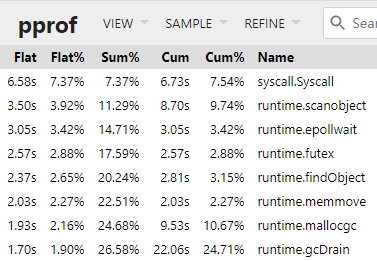 pprof VIEW SAMPLE REFINE Sea
Flat Flat% Sum% Cum Cum% Name
6.58s 7.37% 7.37% 6.73s 7.54% syscall.Syscall
3.50s 3.92% 11.29% 8.70s 9.74% runtime.scanobject
3.05s 3.42% 14.71% 3.05s 3.42% runtime.epollwait
2.57s 2.88% 17.59% 2.57s 2.88% runtime.futex
2.37s 2.65% 20.24% 2.81s 3.15% runtime.findObject
2.03s 2.27% 22.51% 2.03s 2.27% runtime.memmove
1.93s 2.16% 24.68% 9.53s 10.67% runtime.mallocgc
1.70s 1.90% 26.58% 22.06s 24.71% runtime.gcDrain